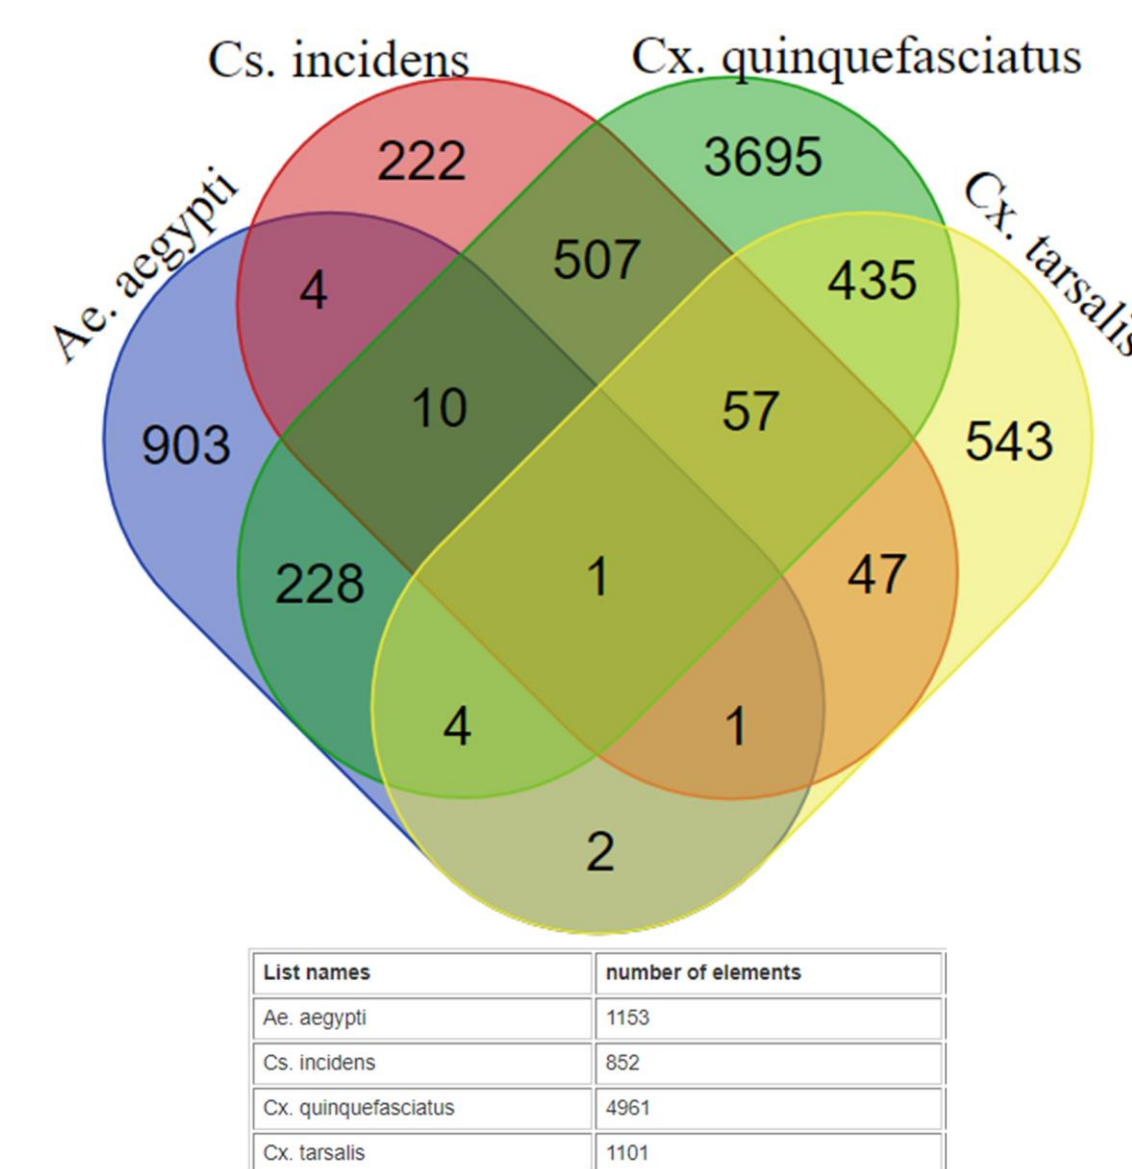 Cs. incidens
Cx. quinquefasciatus
Ae. aegypti
Cx. tarsalis
222
3695
4
507
435
903
10
57
543
228
1
47
4
1
2
List names number of elements
Ae. aegypti 1153
Cs. incidens 852
Cx. quinquefasciatus 4961
Cx. tarsalis 1101